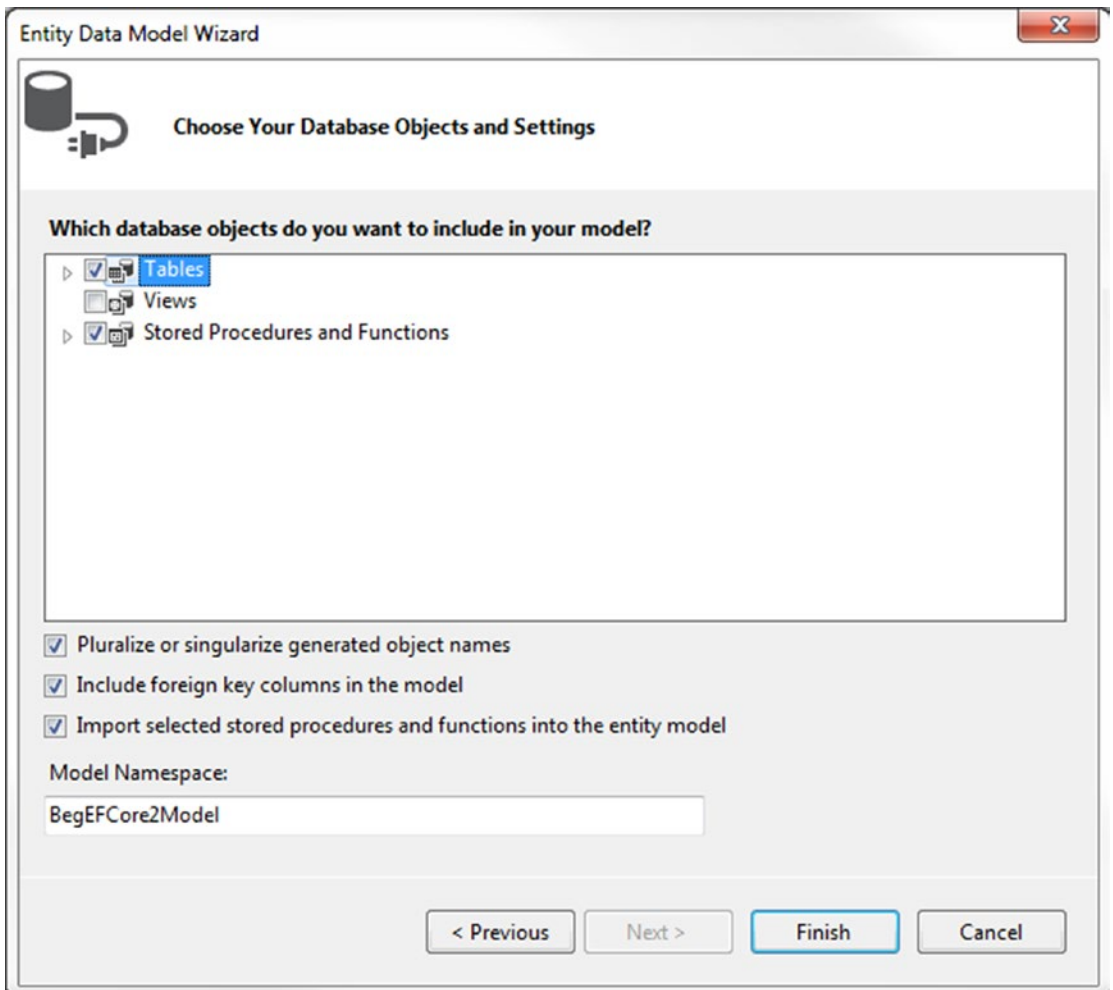 Entity Data Model Wizard
Choose Your Database Objects and Settings
Which database objects do you want to include in your model?
Tables
Views
Stored Procedures and Functions
Pluralize or singularize generated object names
Include foreign key columns in the model
Import selected stored procedures and functions into the entity model
Model Namespace:
BegEFCore2Model
< Previous Next > Finish Cancel